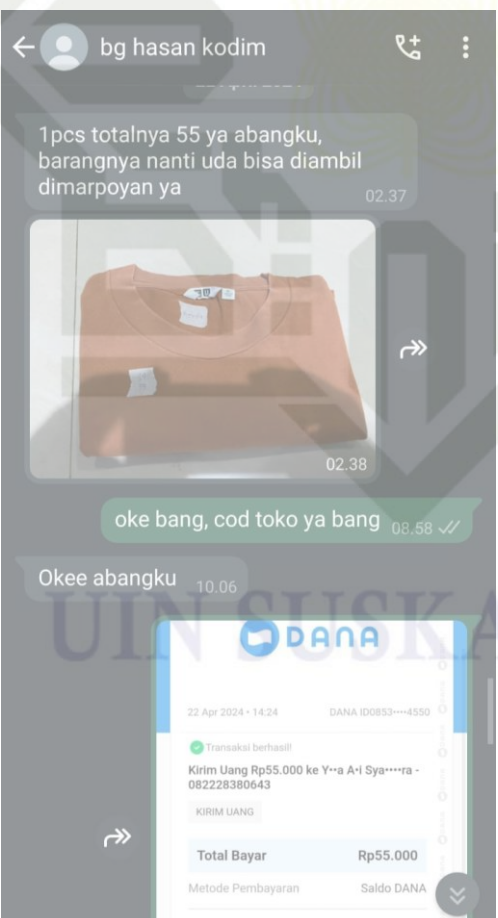 bg hasan kodim
22 April 2024
1pcs totalnya 55 ya abangku,
barangnya nanti uda bisa diambil
dimarpoyan ya
02.37
02.38
oke bang, cod toko ya bang 08.58
Okee abangku 10.06
UIN SUSKA
DANA
22 Apr 2024 • 14:24 DANA ID0853••••4550
Transaksi berhasil!
Kirim Uang Rp55.000 ke Y••a A•i Sya••••ra -
082228380643
KIRIM UANG
Total Bayar Rp55.000
Metode Pembayaran Saldo DANA